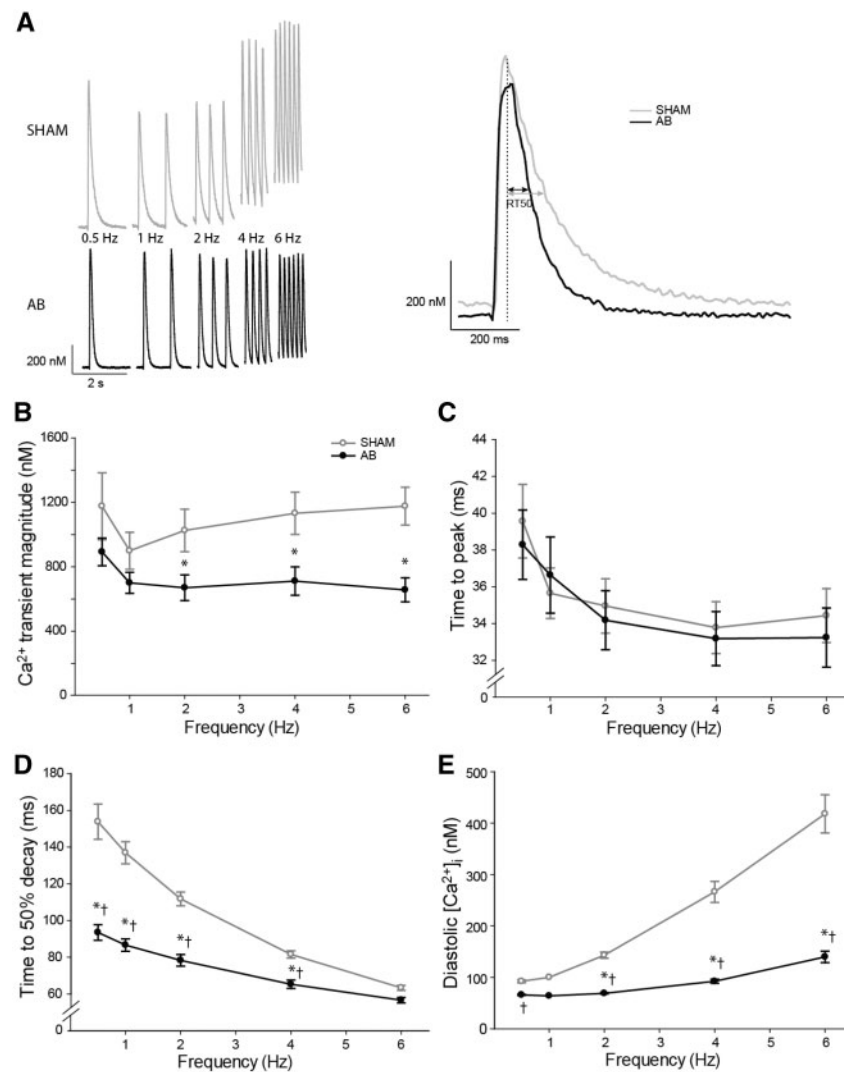 A
SHAM
0.5 Hz 1 Hz 2 Hz 4 Hz 6 Hz
AB
200 nM
2 s
SHAM
AB
RT50
200 nM
200 ms
B
Ca²⁺ transient magnitude (nM)
1600
1200
800
600
400
0
SHAM
AB
*
*
*
1 2 3 4 5 6
Frequency (Hz)
C
Time to peak (ms)
44
42
40
38
36
34
32
0
1 2 3 4 5 6
Frequency (Hz)
D
Time to 50% decay (ms)
180
160
140
120
100
80
60
0
*†
*†
*†
*†
1 2 3 4 5 6
Frequency (Hz)
E
Diastolic [Ca²⁺]i (nM)
500
400
300
200
150
100
50
0
†
*†
*†
*†
1 2 3 4 5 6
Frequency (Hz)